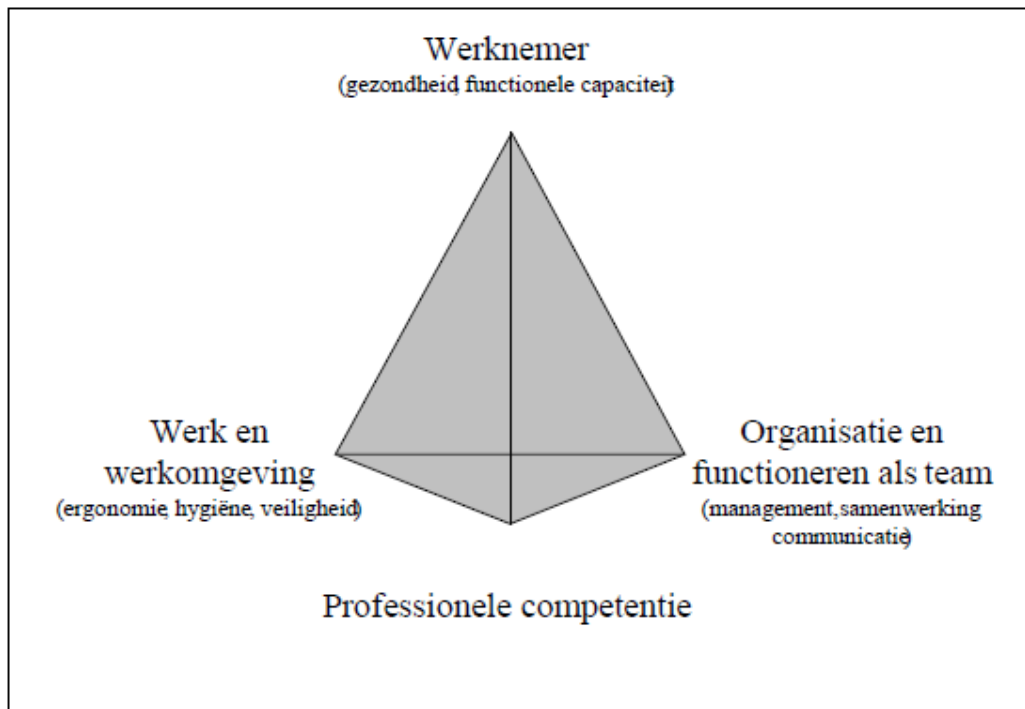 Werknemer
(gezondheid, functionele capaciteit)
Werk en
werkomgeving
(ergonomie, hygiëne, veiligheid)
Organisatie en
functioneren als team
(management, samenwerking
communicatie)
Professionele competentie